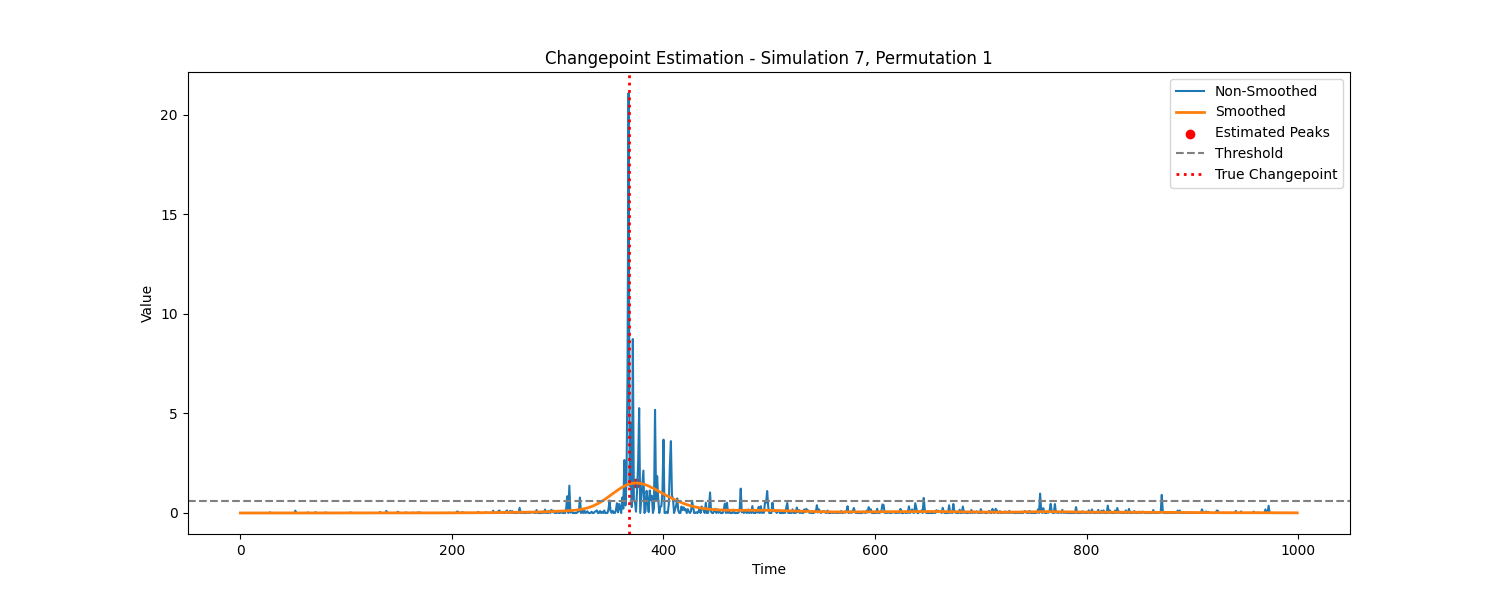 Changepoint Estimation - Simulation 7, Permutation 1
Non-Smoothed
Smoothed
Estimated Peaks
Threshold
True Changepoint
Value
20
15
10
5
0
0 200 400 600 800 1000
Time